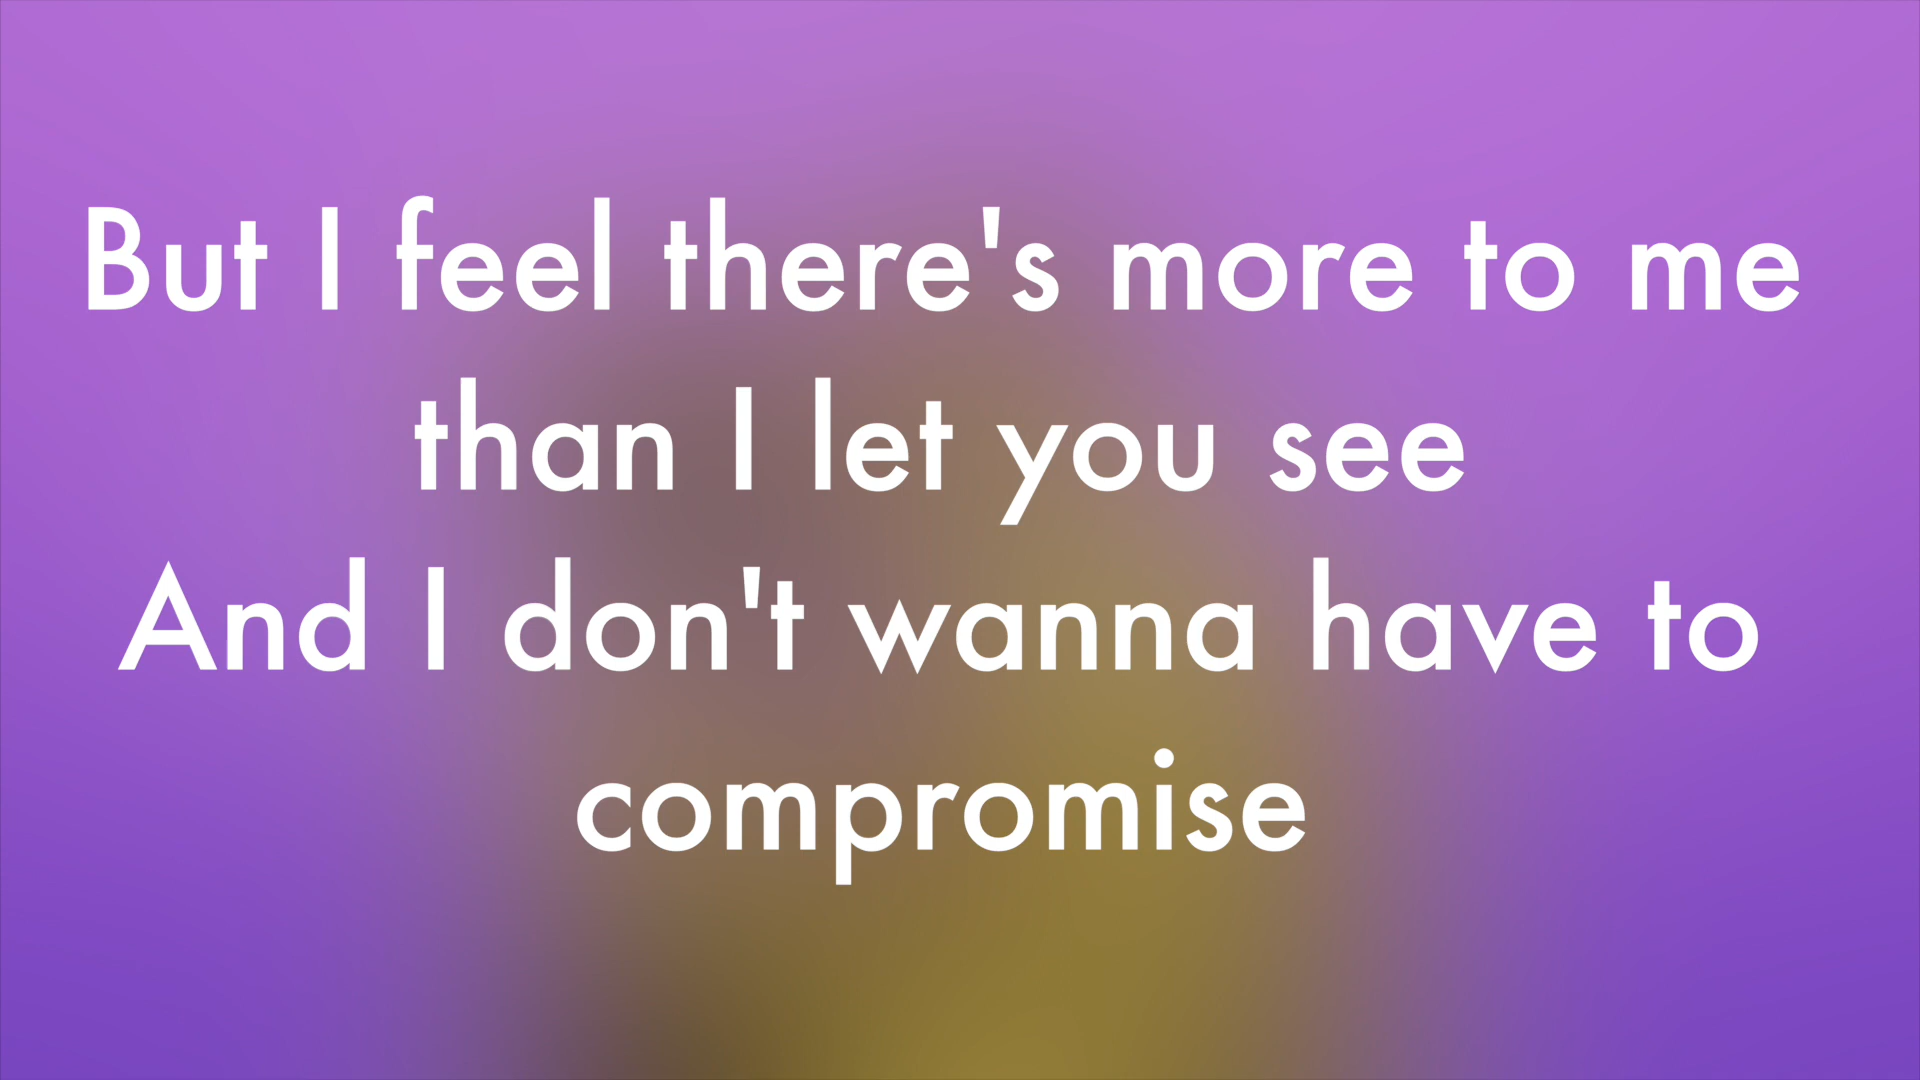 But I feel there's more to me
than I let you see
And I don't wanna have to
compromise